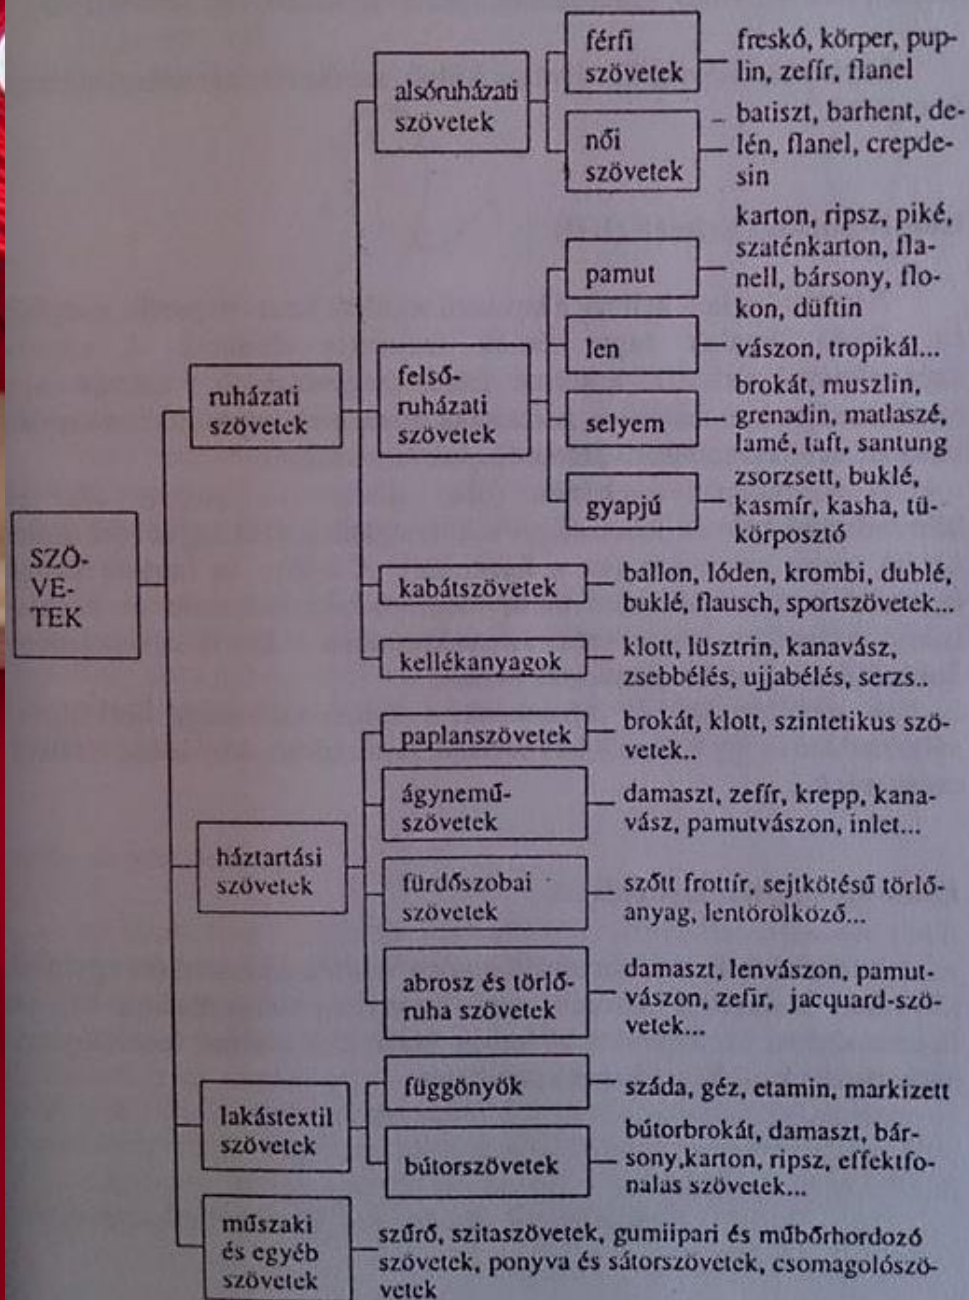 SZÖ-
VE-
TEK
ruházati
szövetek
alsóruházati
szövetek
férfi
szövetek
freskó, körper, pup-
lin, zefír, flanel
női
szövetek
batiszt, barhent, de-
lén, flanel, crepde-
sin
felső-
ruházati
szövetek
pamut
karton, ripsz, piké,
szaténkarton, fla-
nell, bársony, flo-
kon, düftin
len
vászon, tropikál...
selyem
brokát, muszlin,
grenadin, matlaszé,
lamé, taft, santung
gyapjú
zsorzsett, buklé,
kasmír, kasha, tü-
körposztó
kabátszövetek
ballon, lóden, krombi, dublé,
buklé, flausch, sportszövetek...
kellékanyagok
klott, lüsztrin, kanavász,
zsebbélés, ujjabélés, serzs..
háztartási
szövetek
paplanszövetek
brokát, klott, szintetikus szö-
vetek..
ágynemű-
szövetek
damaszt, zefír, krepp, kana-
vász, pamutvászon, inlet...
fürdőszobai
szövetek
szőtt frottír, sejtkötésű törlő-
anyag, lentörölköző...
abrosz és törlő-
ruha szövetek
damaszt, lenvászon, pamut-
vászon, zefir, jacquard-szö-
vetek...
lakástextil
szövetek
függönyök
száda, géz, etamin, markizett
bútorszövetek
bútorbrokát, damaszt, bár-
sony,karton, ripsz, effektfo-
nalas szövetek...
műszaki
és egyéb
szövetek
szűrő, szitaszövetek, gumiipari és műbőrhordozó
szövetek, ponyva és sátorszövetek, csomagolószö-
vetek